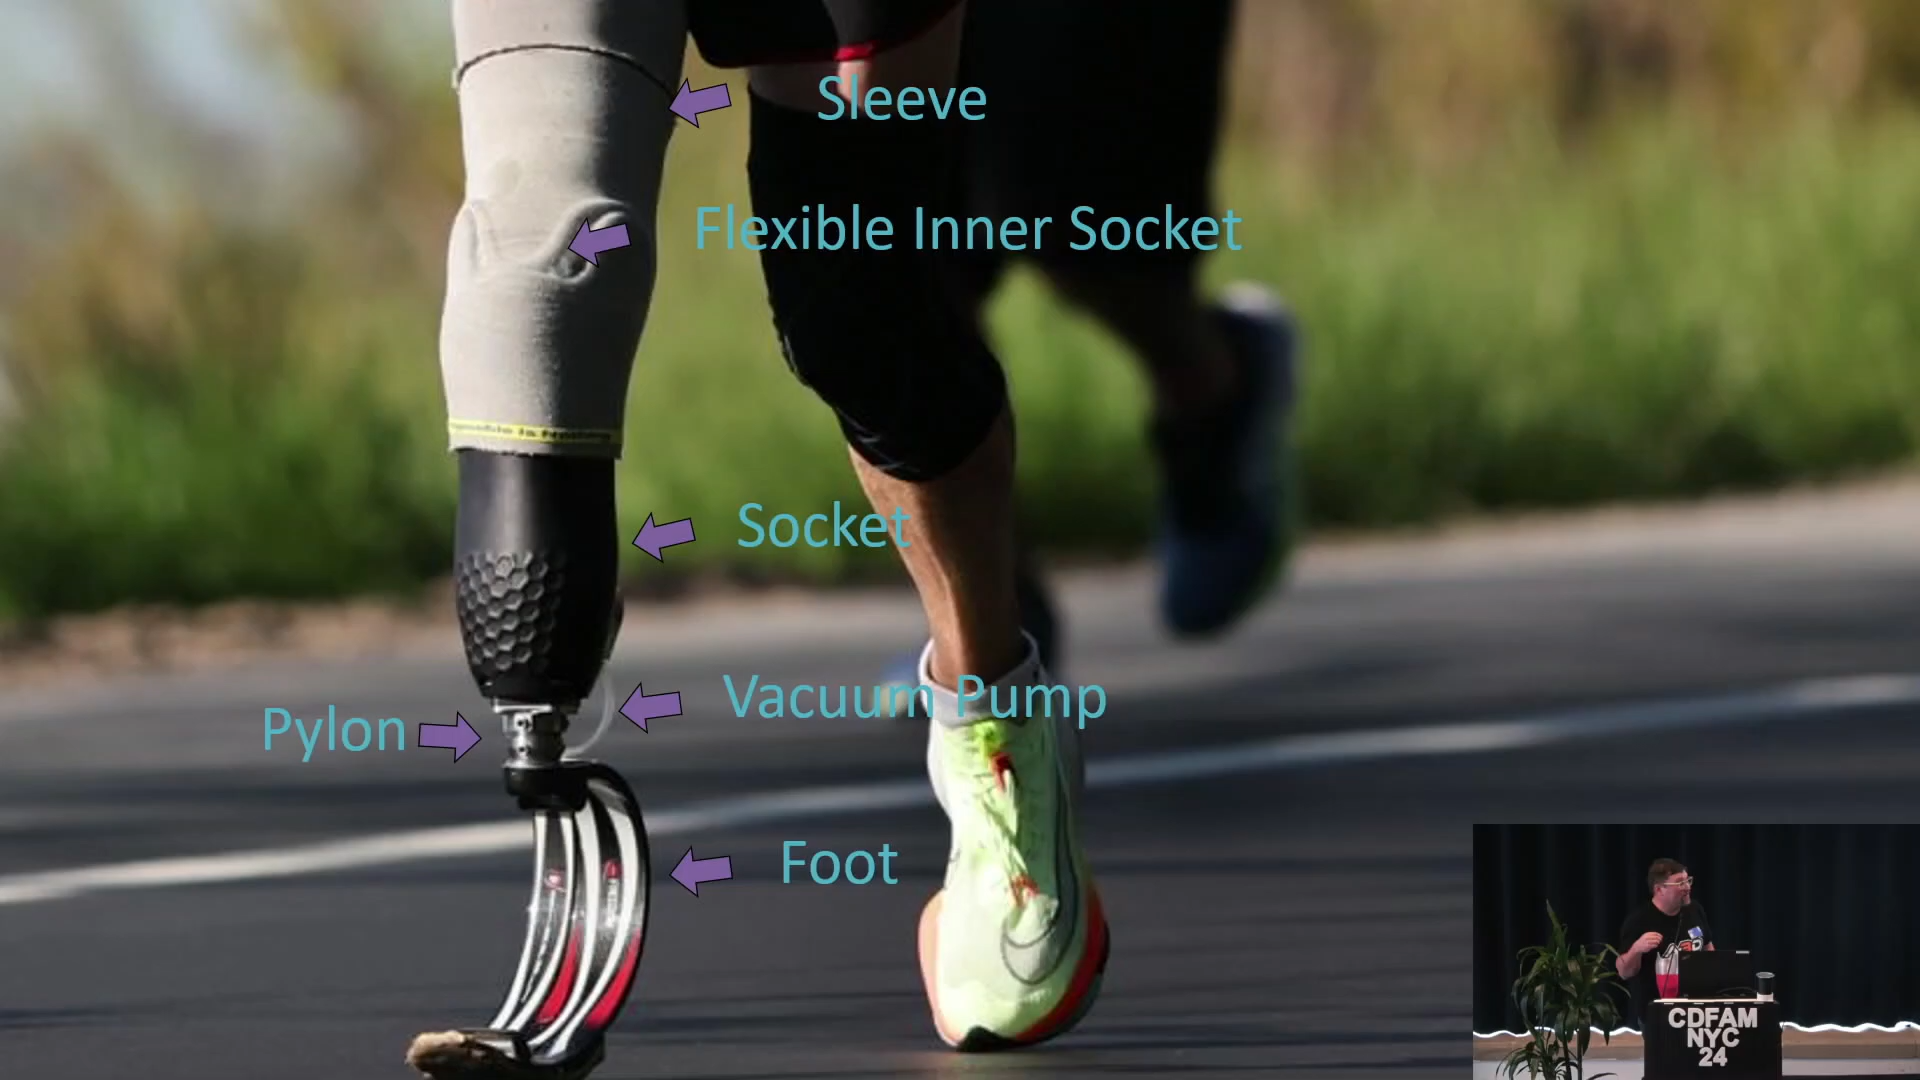 Sleeve
Flexible Inner Socket
Socket
Vacuum Pump
Pylon
Foot
CDFAM
NYC
24